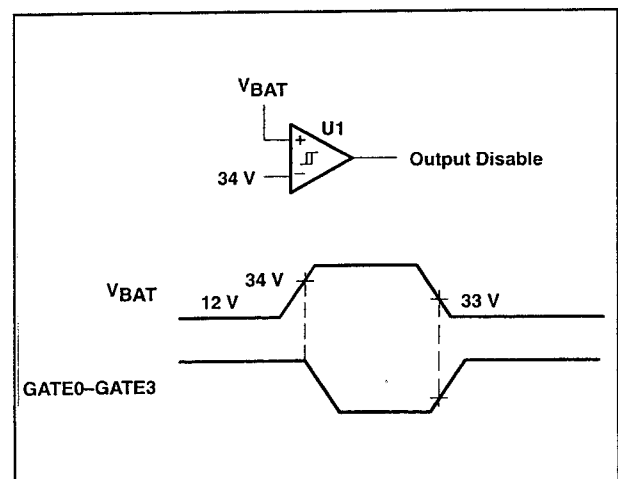 VBAT
U1
+
34 V
−
Output Disable
34 V
VBAT
12 V
33 V
GATE0–GATE3